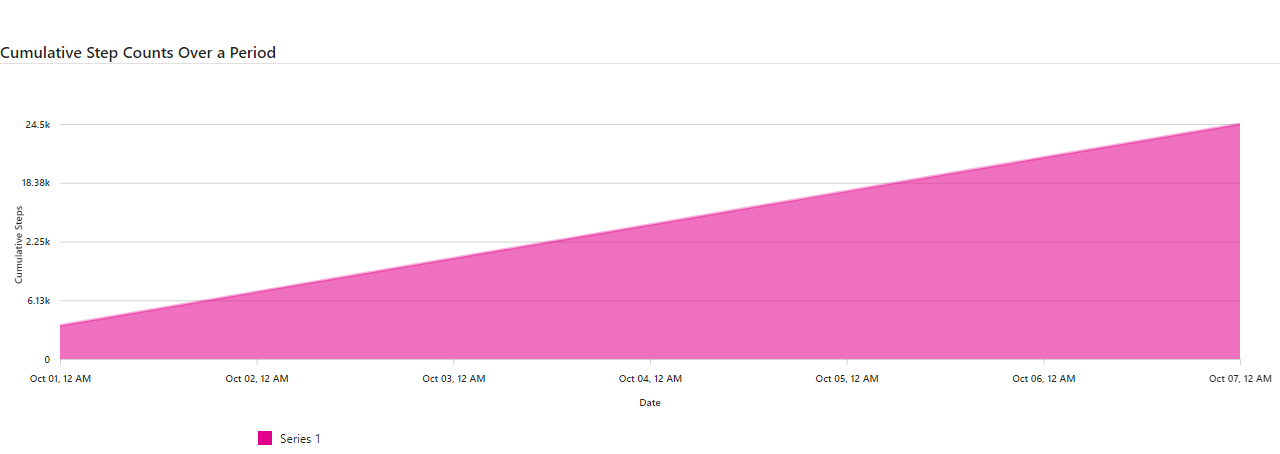 Cumulative Step Counts Over a Period
24.5k
18.38k
2.25k
6.13k
0
Cumulative Steps
Oct 01, 12 AM
Oct 02, 12 AM
Oct 03, 12 AM
Oct 04, 12 AM
Oct 05, 12 AM
Oct 06, 12 AM
Oct 07, 12 AM
Date
Series 1